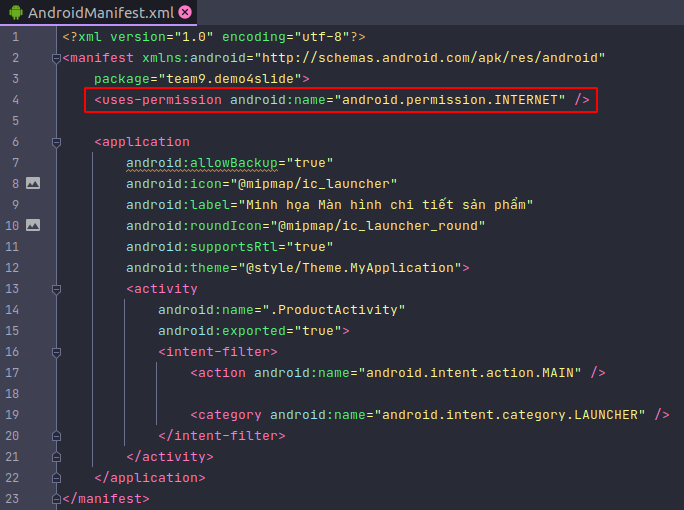 AndroidManifest.xml
1 <?xml version="1.0" encoding="utf-8"?>
2 <manifest xmlns:android="http://schemas.android.com/apk/res/android"
3 package="team9.demo4slide">
4 <uses-permission android:name="android.permission.INTERNET" />
5
6 <application
7 android:allowBackup="true"
8 android:icon="@mipmap/ic_launcher"
9 android:label="Minh họa Màn hình chi tiết sản phẩm"
10 android:roundIcon="@mipmap/ic_launcher_round"
11 android:supportsRtl="true"
12 android:theme="@style/Theme.MyApplication">
13 <activity
14 android:name=".ProductActivity"
15 android:exported="true">
16 <intent-filter>
17 <action android:name="android.intent.action.MAIN" />
18
19 <category android:name="android.intent.category.LAUNCHER" />
20 </intent-filter>
21 </activity>
22 </application>
23 </manifest>